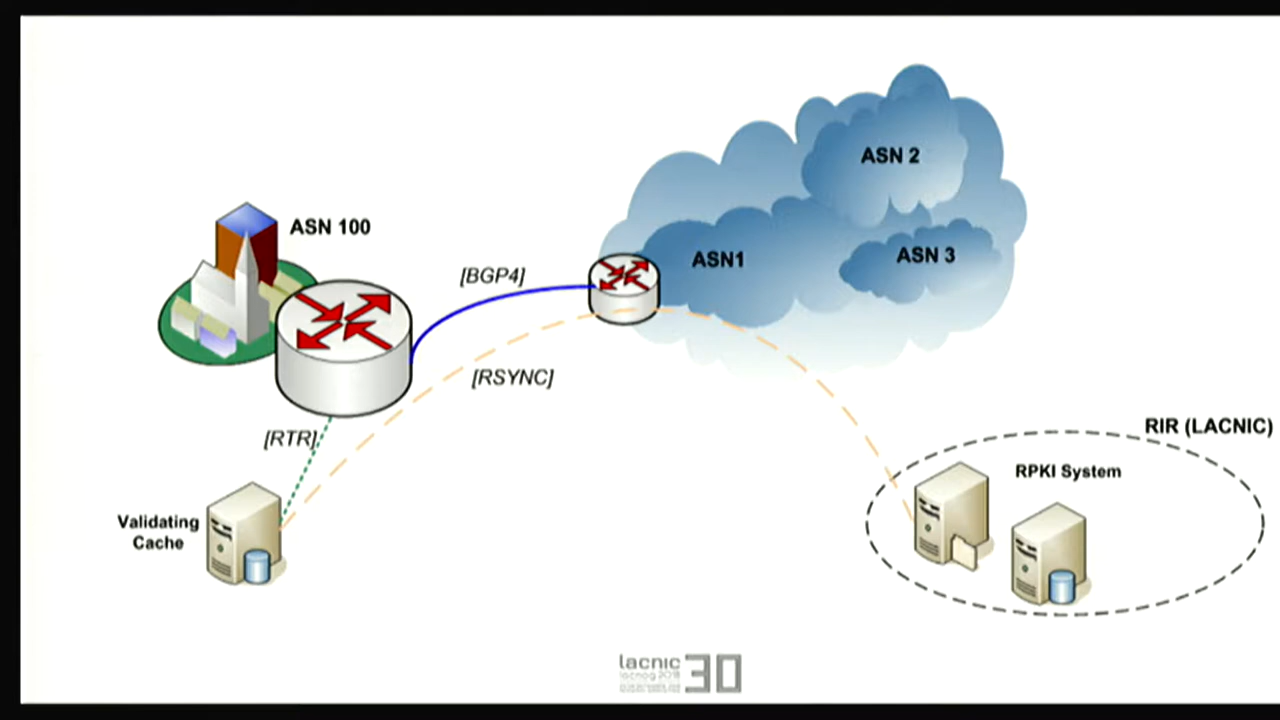 ASN 2
ASN 100
ASN1
ASN 3
[BGP4]
[RSYNC]
[RTR]
RIR (LACNIC)
RPKI System
Validating
Cache
lacnic 30
lacnog 2018